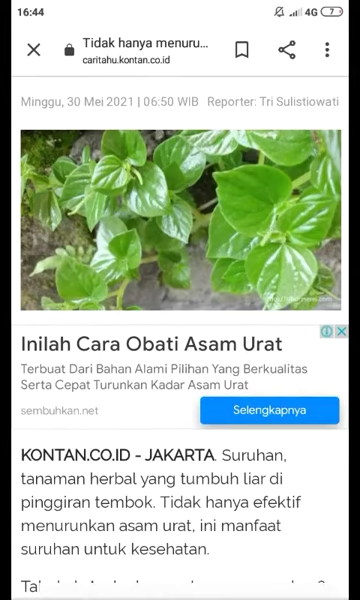 16:44
4G 7
Tidak hanya menuru...
caritahu.kontan.co.id
Minggu, 30 Mei 2021 | 06:50 WIB Reporter: Tri Sulistiowati
Inilah Cara Obati Asam Urat
Terbuat Dari Bahan Alami Pilihan Yang Berkualitas
Serta Cepat Turunkan Kadar Asam Urat
sembuhkan.net
Selengkapnya
KONTAN.CO.ID - JAKARTA. Suruhan,
tanaman herbal yang tumbuh liar di
pinggiran tembok. Tidak hanya efektif
menurunkan asam urat, ini manfaat
suruhan untuk kesehatan.